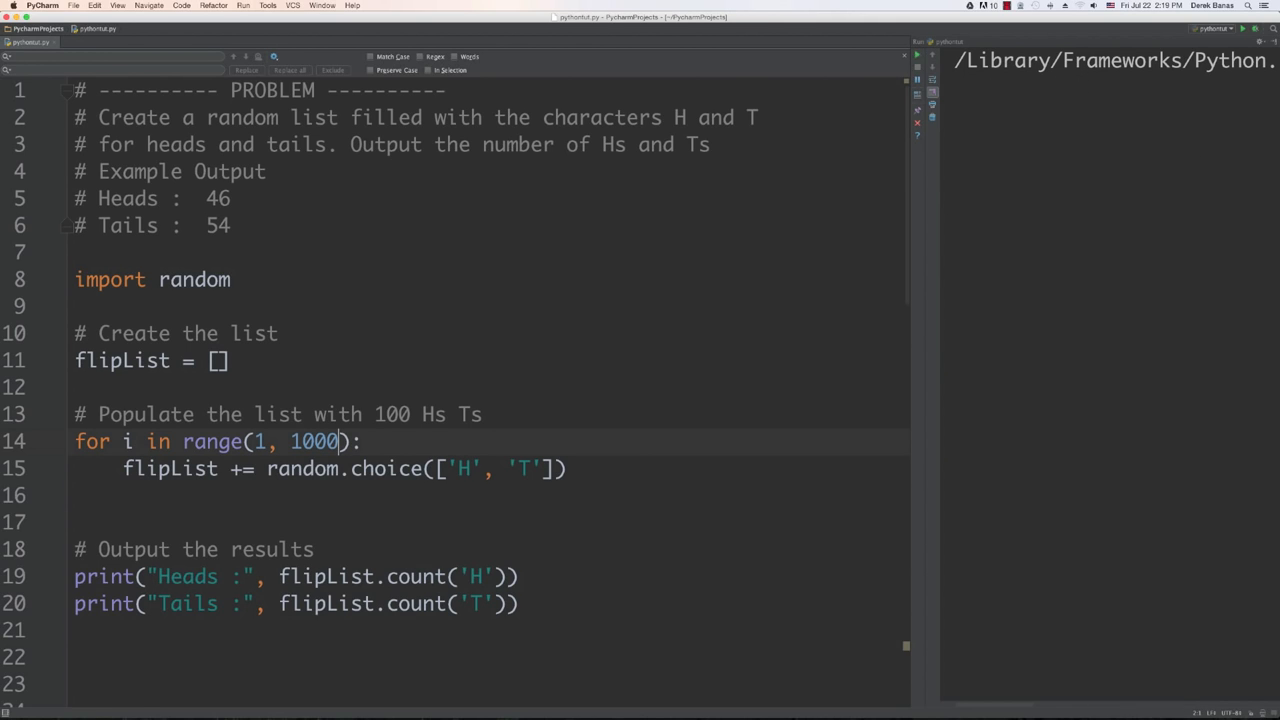 PyCharm File Edit View Navigate Code Refactor Run Tools VCS Window Help 10 Fri Jul 22 2:19 PM Derek Banas
pythontut.py - PycharmProjects - [~/PycharmProjects]
PycharmProjects pythontut.py pythontut
pythontut.py Run pythontut
Match Case Regex Words
Replace Replace all Exclude Preserve Case In Selection
/Library/Frameworks/Python.
1 # ---------- PROBLEM ----------
2 # Create a random list filled with the characters H and T
3 # for heads and tails. Output the number of Hs and Ts
4 # Example Output
5 # Heads :  46
6 # Tails :  54
7
8 import random
9
10 # Create the list
11 flipList = []
12
13 # Populate the list with 100 Hs Ts
14 for i in range(1, 1000):
15     flipList += random.choice(['H', 'T'])
16
17
18 # Output the results
19 print("Heads :", flipList.count('H'))
20 print("Tails :", flipList.count('T'))
21
22
23
2:1 LF UTF-8